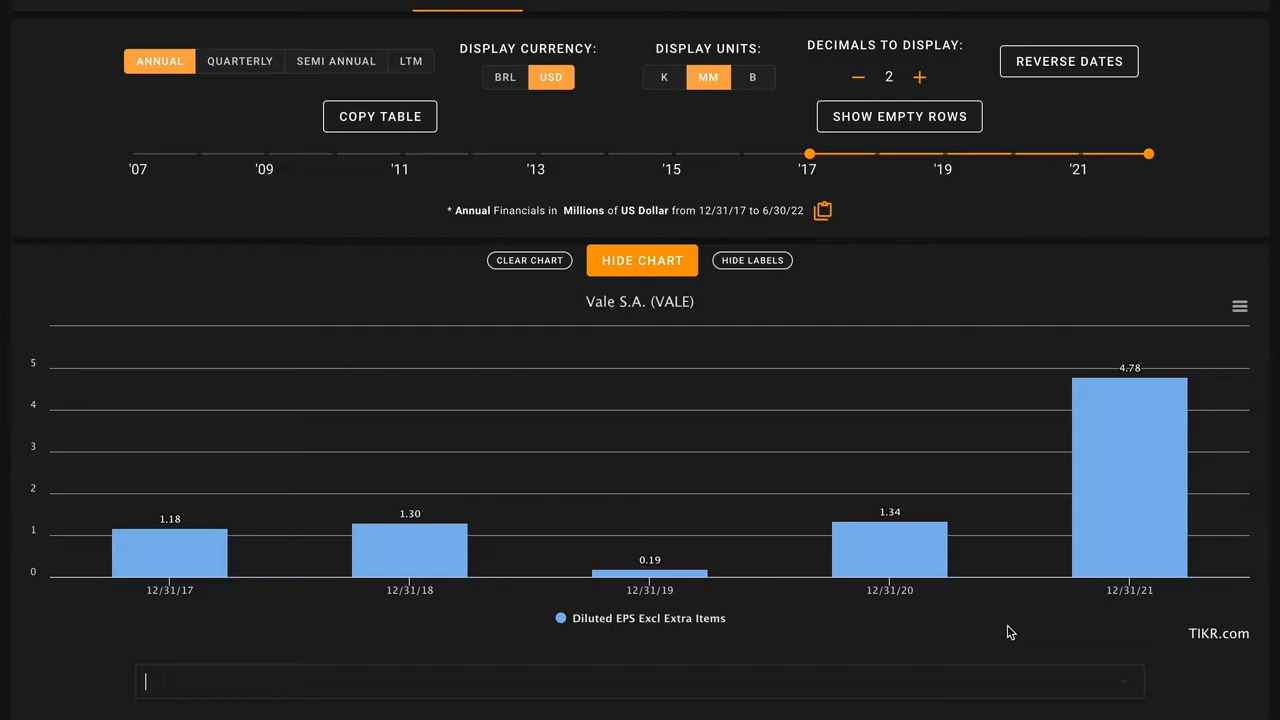 ANNUAL QUARTERLY SEMI ANNUAL LTM
DISPLAY CURRENCY:
BRL USD
DISPLAY UNITS:
K MM B
DECIMALS TO DISPLAY:
2
REVERSE DATES
COPY TABLE
SHOW EMPTY ROWS
'07 '09 '11 '13 '15 '17 '19 '21
* Annual Financials in Millions of US Dollar from 12/31/17 to 6/30/22
CLEAR CHART
HIDE CHART
HIDE LABELS
Vale S.A. (VALE)
5
4
3
2
1
0
1.18
1.30
0.19
1.34
4.78
12/31/17
12/31/18
12/31/19
12/31/20
12/31/21
Diluted EPS Excl Extra Items
TIKR.com